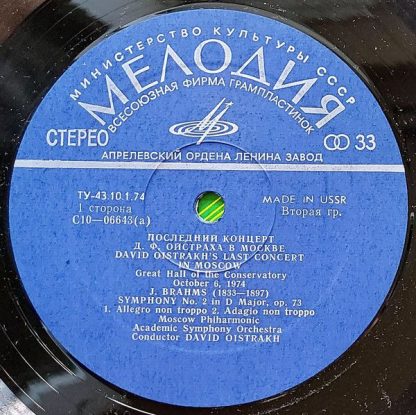 МИНИСТЕРСТВО КУЛЬТУРЫ СССР
МЕЛОДИЯ
ВСЕСОЮЗНАЯ ФИРМА ГРАМПЛАСТИНОК
СТЕРЕО
33
АПРЕЛЕВСКИЙ ОРДЕНА ЛЕНИНА ЗАВОД
ТУ-43.10.1.74
1 сторона
С10—06643(а)
MADE IN USSR
Вторая гр.
ПОСЛЕДНИЙ КОНЦЕРТ
Д. Ф. ОЙСТРАХА В МОСКВЕ
DAVID OISTRAKH'S LAST CONCERT
IN MOSCOW
Great Hall of the Conservatory
October 6, 1974
J. BRAHMS (1833—1897)
SYMPHONY No. 2 in D Major, op. 73
1. Allegro non troppo 2. Adagio non troppo
Moscow Philharmonic
Academic Symphony Orchestra
Conductor DAVID OISTRAKH